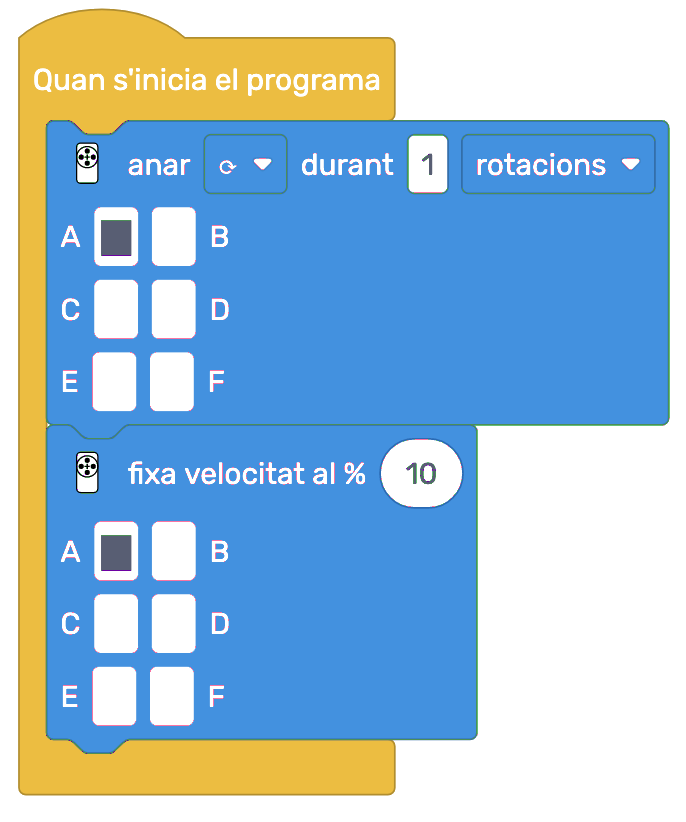 Quan s'inicia el programa
anar ⟳ durant 1 rotacions
A B
C D
E F
fixa velocitat al % 10
A B
C D
E F